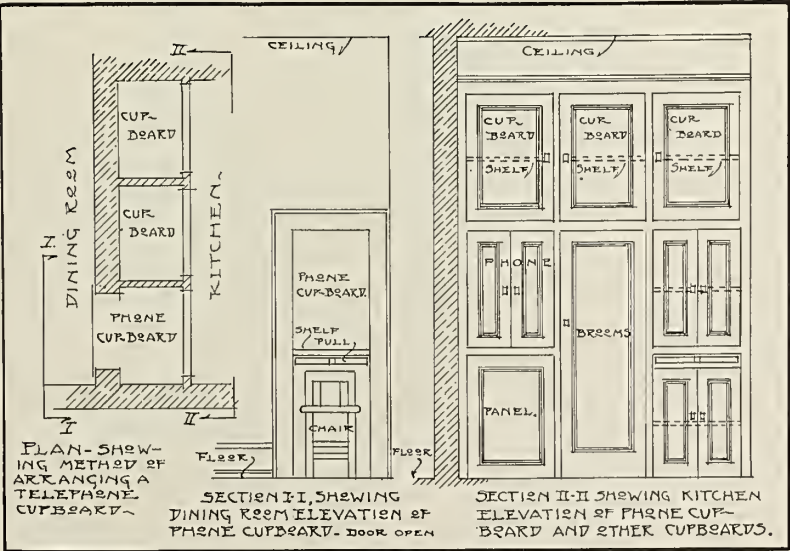 II
CUP-
BOARD
CUP-
BOARD
PHONE
CUPBOARD
DINING ROOM
KITCHEN
I
I
II
PLAN - SHOW-
ING METHOD OF
ARRANGING A
TELEPHONE
CUPBOARD
CEILING
PHONE
CUPBOARD.
SHELF
PULL
CHAIR
FLOOR
SECTION I-I, SHOWING
DINING ROOM ELEVATION OF
PHONE CUPBOARD - DOOR OPEN
CEILING
CUP-
BOARD
SHELF
CUP-
BOARD
SHELF
CUP-
BOARD
SHELF
PHONE
BROOMS
PANEL.
FLOOR
SECTION II-II SHOWING KITCHEN
ELEVATION OF PHONE CUP-
BOARD AND OTHER CUPBOARDS.